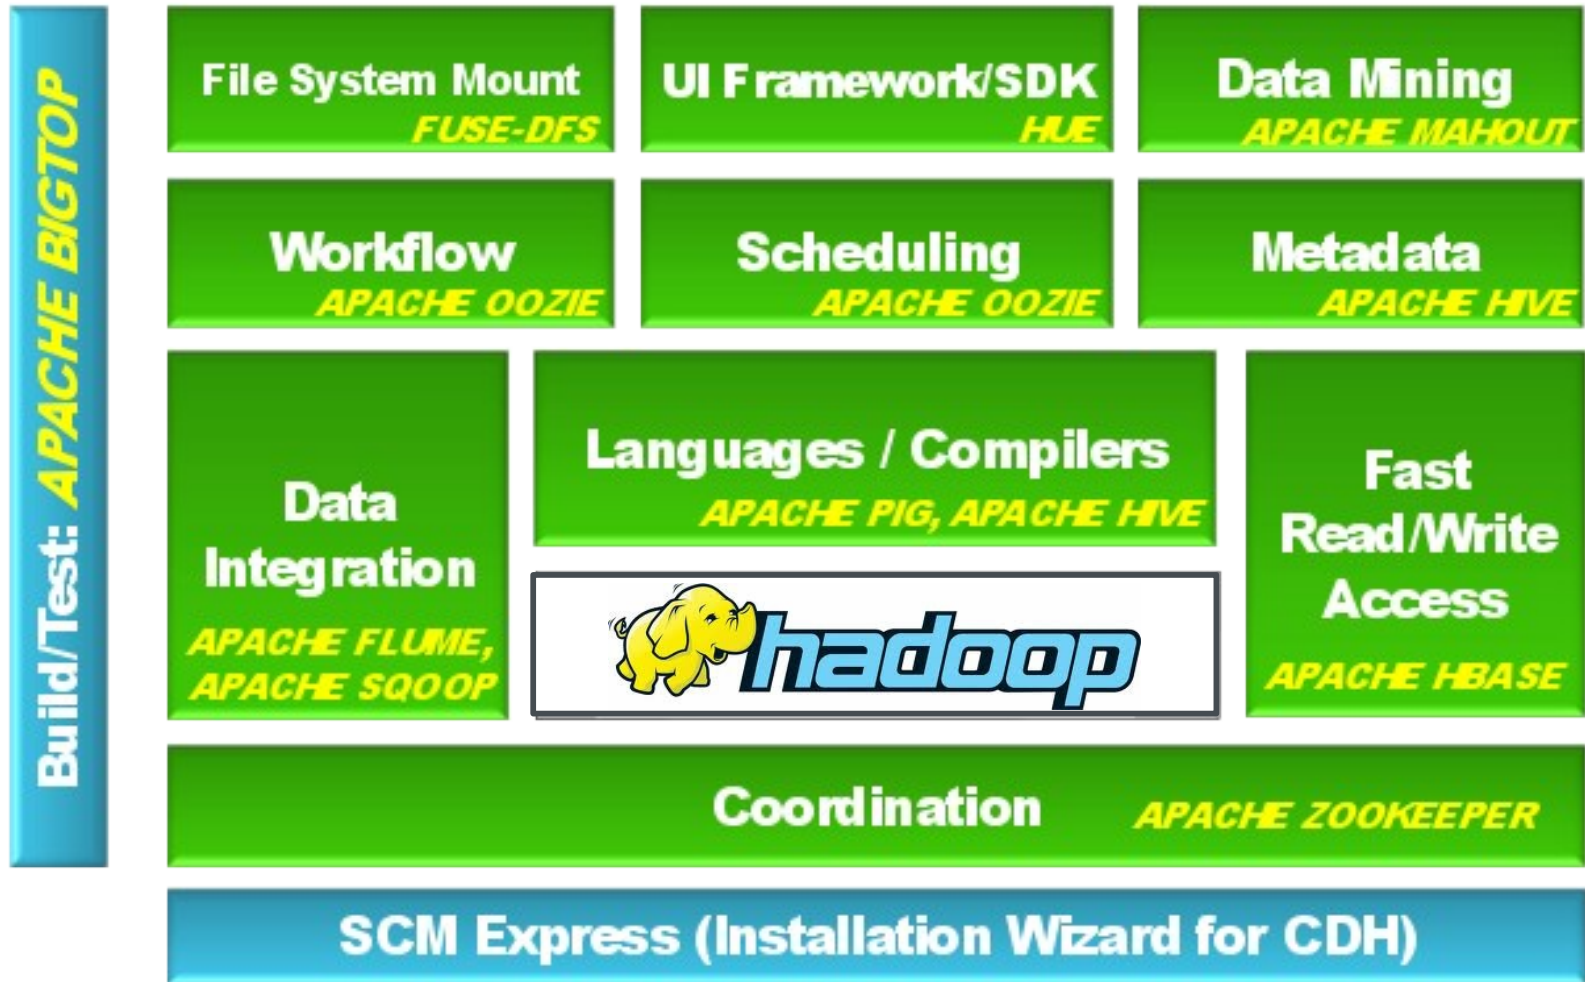 Build/Test: APACHE BIGTOP
File System Mount
FUSE-DFS
UI Framework/SDK
HUE
Data Mining
APACHE MAHOUT
Workflow
APACHE OOZIE
Scheduling
APACHE OOZIE
Metadata
APACHE HIVE
Data
Integration
APACHE FLUME,
APACHE SQOOP
Languages / Compilers
APACHE PIG, APACHE HIVE
hadoop
Fast
Read/Write
Access
APACHE HBASE
Coordination
APACHE ZOOKEEPER
SCM Express (Installation Wizard for CDH)